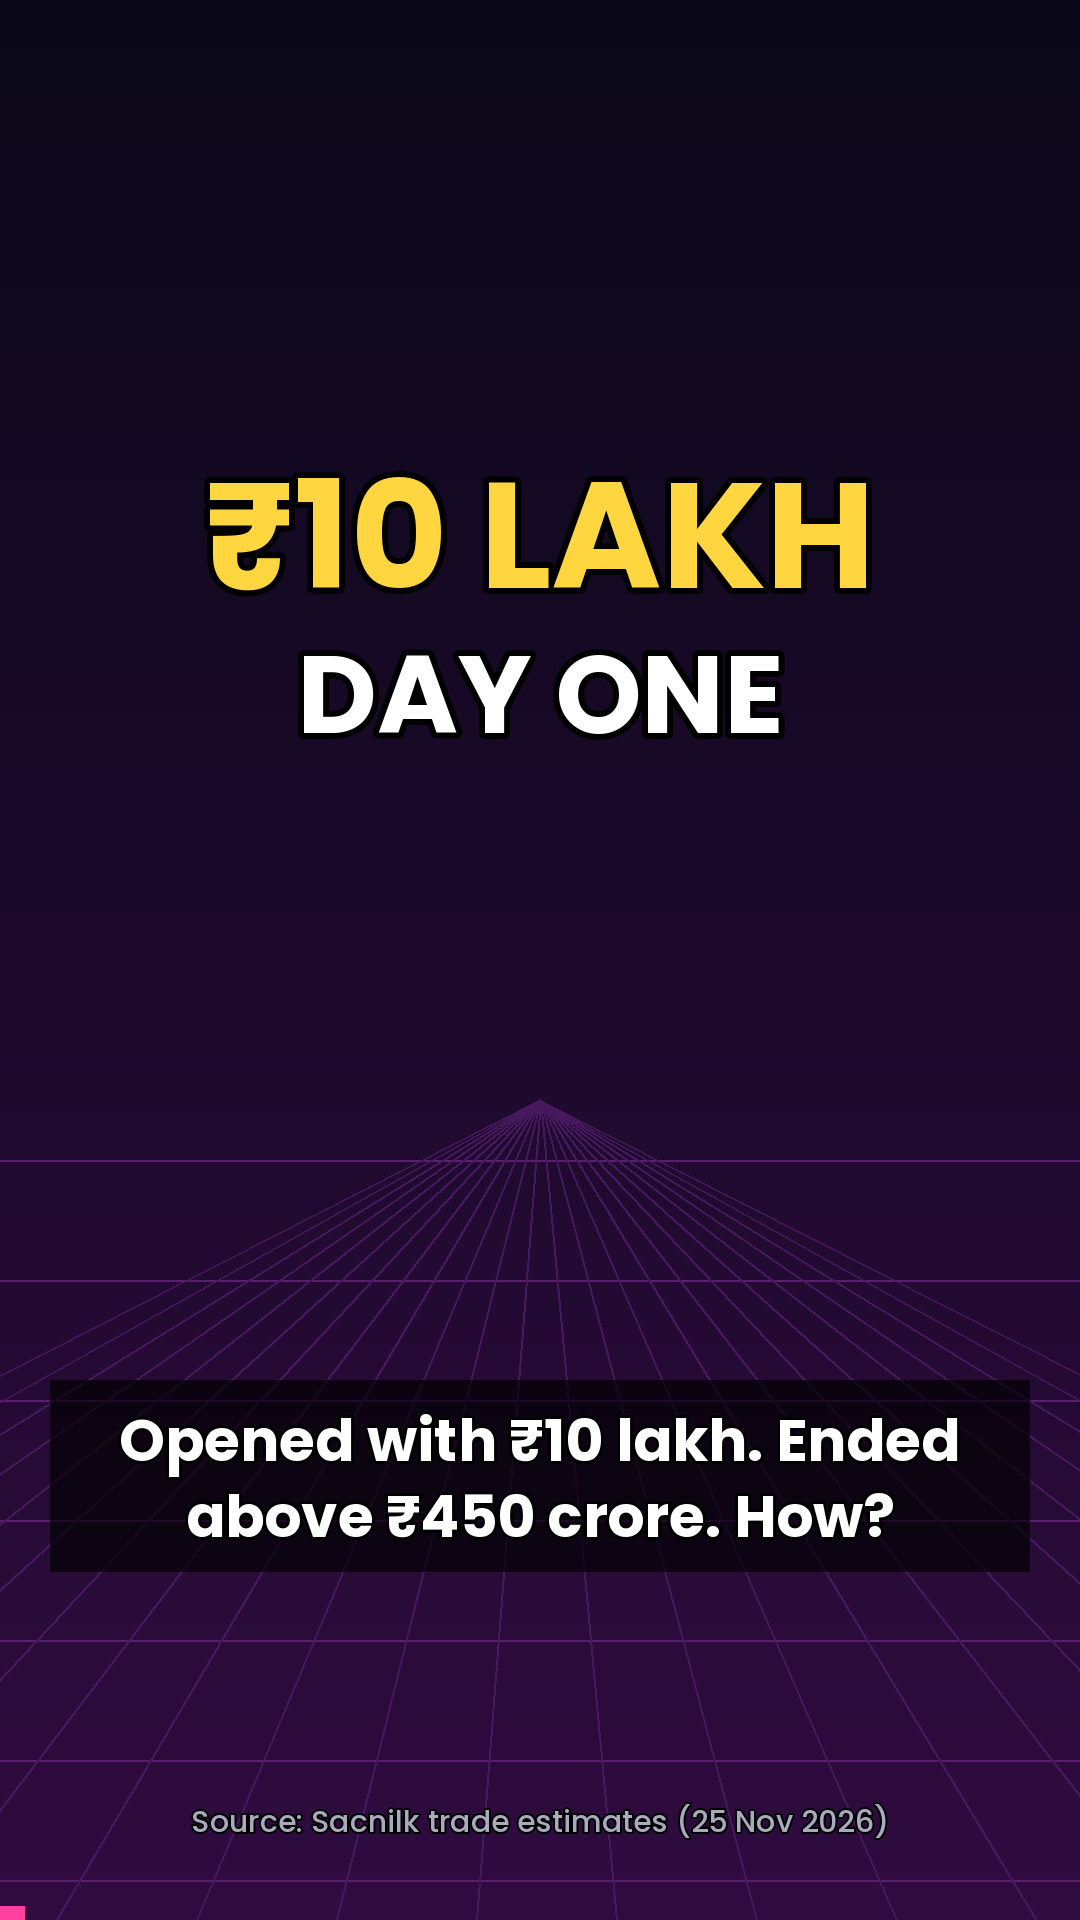 ₹10 LAKH
DAY ONE
Opened with ₹10 lakh. Ended
above ₹450 crore. How?
Source: Sacnilk trade estimates (25 Nov 2026)